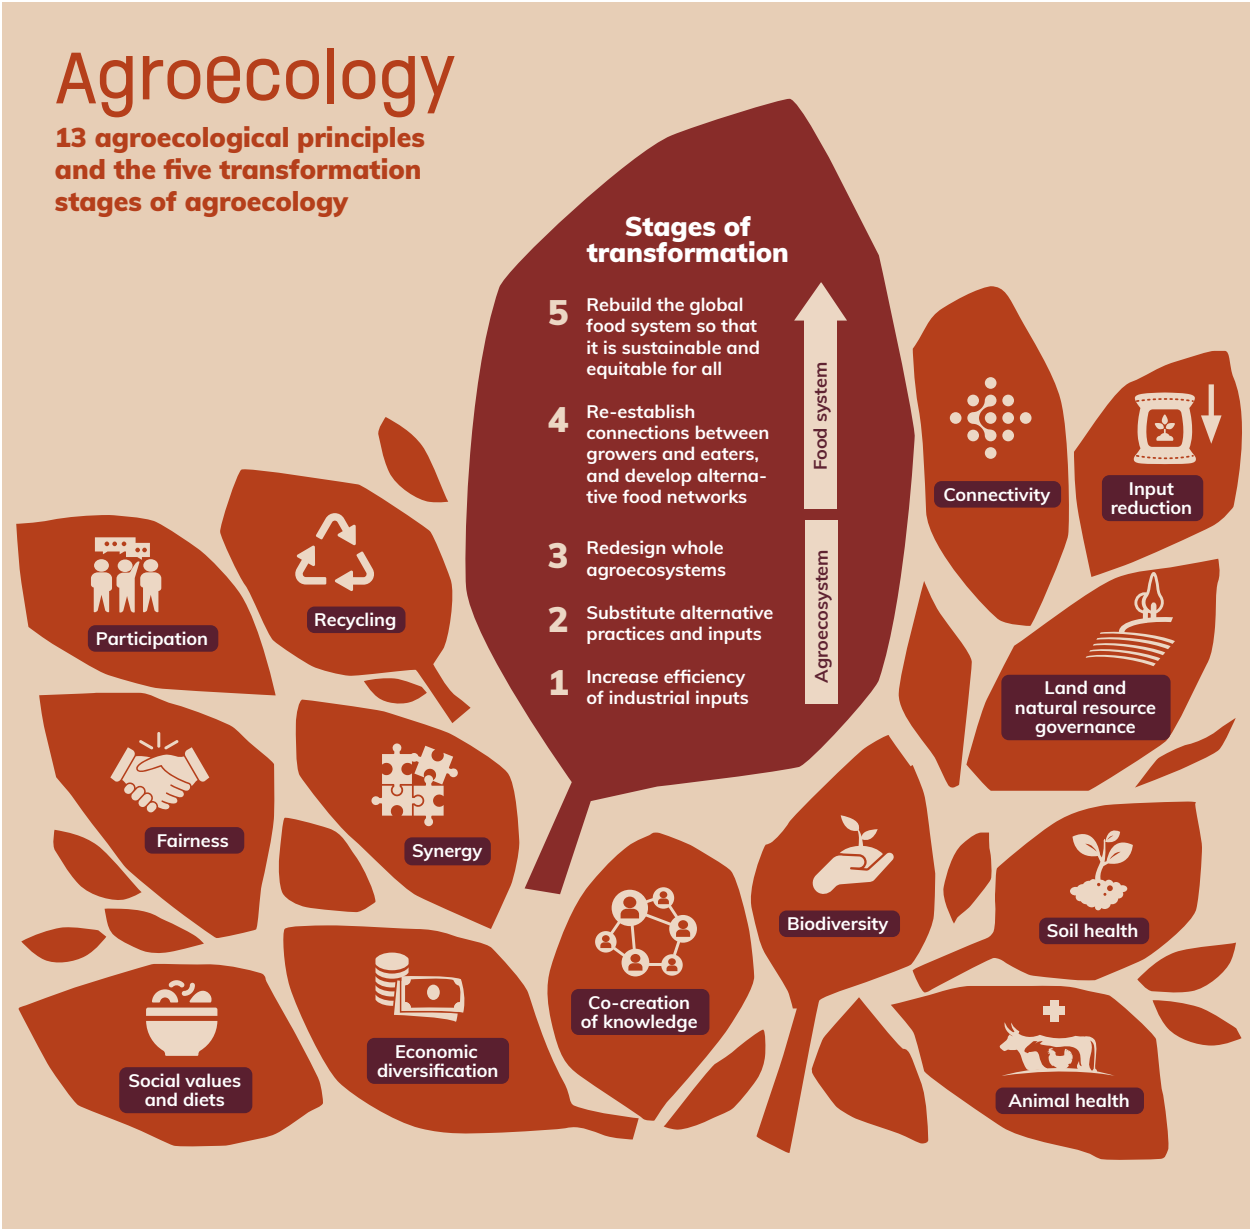 Agroecology
13 agroecological principles
and the five transformation
stages of agroecology
Stages of
transformation
5 Rebuild the global
food system so that
it is sustainable and
equitable for all
4 Re-establish
connections between
growers and eaters,
and develop alterna-
tive food networks
3 Redesign whole
agroecosystems
2 Substitute alternative
practices and inputs
1 Increase efficiency
of industrial inputs
Food system
Agroecosystem
Connectivity
Input
reduction
Participation
Recycling
Land and
natural resource
governance
Fairness
Synergy
Biodiversity
Soil health
Co-creation
of knowledge
Economic
diversification
Social values
and diets
Animal health